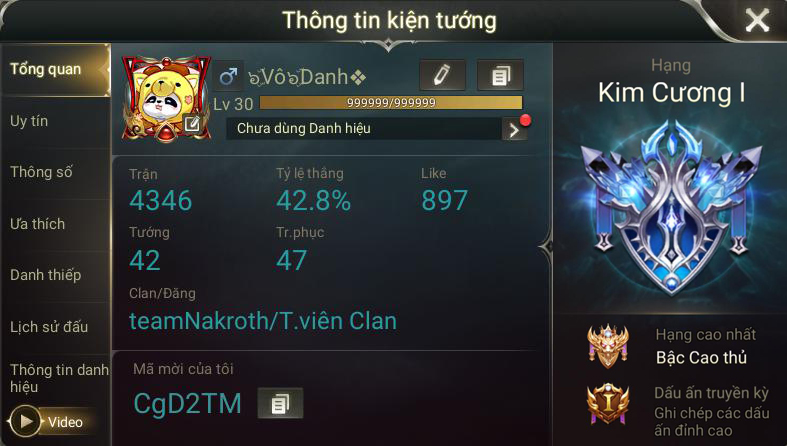 Thông tin kiện tướng
Tổng quan
Uy tín
Thông số
Ưa thích
Danh thiếp
Lịch sử đấu
Thông tin danh
hiệu
Video
Vô Danh
Lv 30
999999/999999
Chưa dùng Danh hiệu
Trận
Tỷ lệ thắng
Like
4346
42.8%
897
Tướng
Tr.phục
42
47
Clan/Đăng
teamNakroth/T.viên Clan
Mã mời của tôi
CgD2TM
Hạng
Kim Cương I
Hạng cao nhất
Bậc Cao thủ
I
Dấu ấn truyền kỳ
Ghi chép các dấu
ấn đỉnh cao